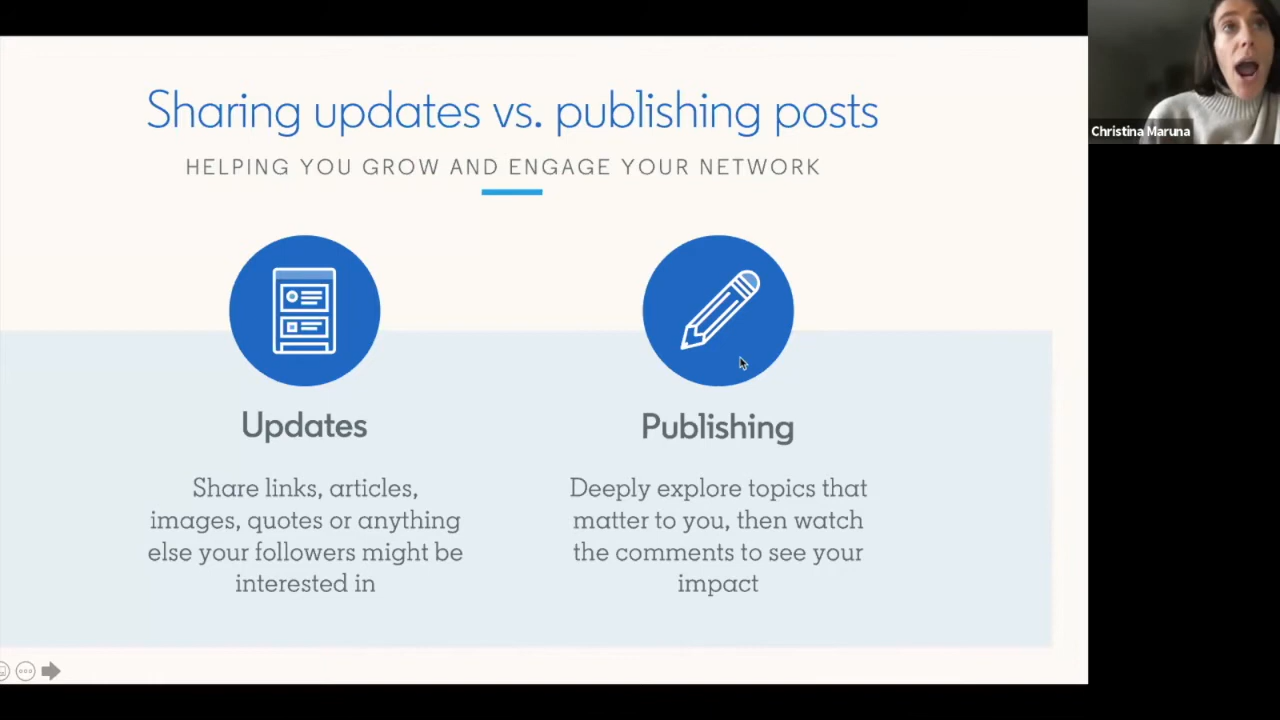 Sharing updates vs. publishing posts
HELPING YOU GROW AND ENGAGE YOUR NETWORK
Christina Maruna
Updates
Share links, articles,
images, quotes or anything
else your followers might be
interested in
Publishing
Deeply explore topics that
matter to you, then watch
the comments to see your
impact